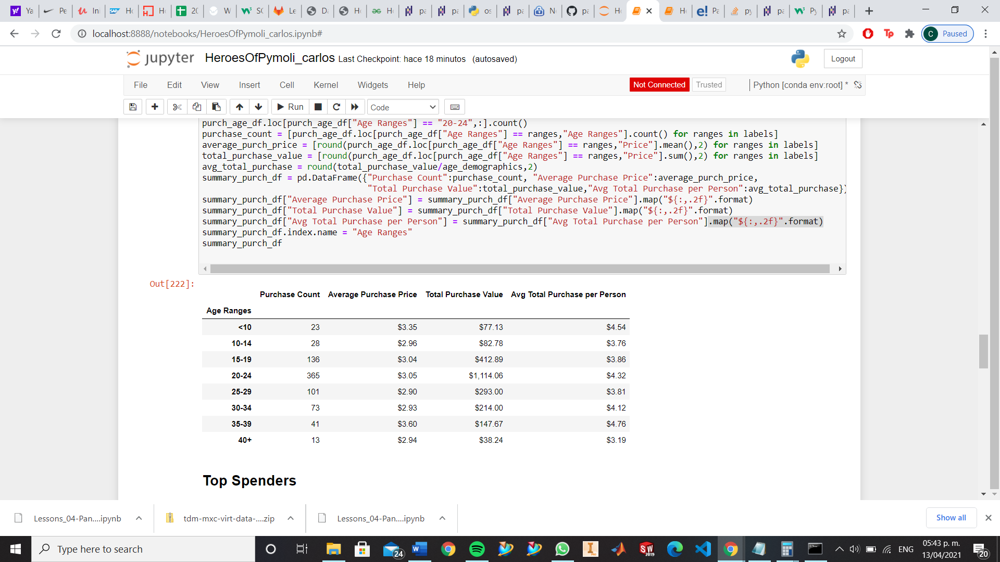 Ya
Pe
Ini
Ho
Ho
20
W
SC
Le
Da
Ho
Ho
pa
pa
os
pa
N
pa
Ho
He
Pa
py
pa
Py
pa
localhost:8888/notebooks/HeroesOfPymoli_carlos.ipynb#
C Paused
jupyter HeroesOfPymoli_carlos Last Checkpoint: hace 18 minutos (autosaved)
Logout
File Edit View Insert Cell Kernel Widgets Help
Not Connected Trusted Python [conda env:root] *
Run Code
purch_age_df.loc[purch_age_df["Age Ranges"] == "20-24",:].count()
purchase_count = [purch_age_df.loc[purch_age_df["Age Ranges"] == ranges,"Age Ranges"].count() for ranges in labels]
average_purch_price = [round(purch_age_df.loc[purch_age_df["Age Ranges"] == ranges,"Price"].mean(),2) for ranges in labels]
total_purchase_value = [round(purch_age_df.loc[purch_age_df["Age Ranges"] == ranges,"Price"].sum(),2) for ranges in labels]
avg_total_purchase = round(total_purchase_value/age_demographics,2)
summary_purch_df = pd.DataFrame({"Purchase Count":purchase_count, "Average Purchase Price":average_purch_price,
"Total Purchase Value":total_purchase_value,"Avg Total Purchase per Person":avg_total_purchase})
summary_purch_df["Average Purchase Price"] = summary_purch_df["Average Purchase Price"].map("${:,.2f}".format)
summary_purch_df["Total Purchase Value"] = summary_purch_df["Total Purchase Value"].map("${:,.2f}".format)
summary_purch_df["Avg Total Purchase per Person"] = summary_purch_df["Avg Total Purchase per Person"].map("${:,.2f}".format)
summary_purch_df.index.name = "Age Ranges"
summary_purch_df
Out[222]:
Purchase Count Average Purchase Price Total Purchase Value Avg Total Purchase per Person
Age Ranges
<10 23 $3.35 $77.13 $4.54
10-14 28 $2.96 $82.78 $3.76
15-19 136 $3.04 $412.89 $3.86
20-24 365 $3.05 $1,114.06 $4.32
25-29 101 $2.90 $293.00 $3.81
30-34 73 $2.93 $214.00 $4.12
35-39 41 $3.60 $147.67 $4.76
40+ 13 $2.94 $38.24 $3.19
Top Spenders
Lessons_04-Pan....ipynb
tdm-mxc-virt-data-....zip
Lessons_04-Pan....ipynb
Show all
Type here to search
24
ENG
05:43 p. m.
13/04/2021
20